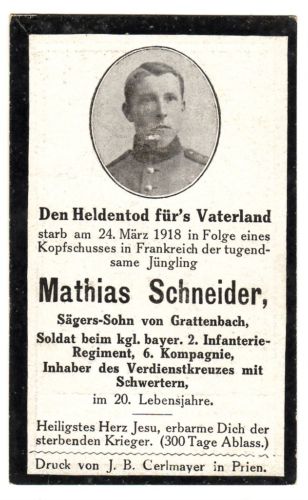 Den Heldentod für's Vaterland
starb am 24. März 1918 in Folge eines
Kopfschusses in Frankreich der tugend-
same Jüngling
Mathias Schneider,
Sägers-Sohn von Grattenbach,
Soldat beim kgl. bayer. 2. Infanterie-
Regiment, 6. Kompagnie,
Inhaber des Verdienstkreuzes mit
Schwertern,
im 20. Lebensjahre.
Heiligstes Herz Jesu, erbarme Dich der
sterbenden Krieger. (300 Tage Ablass.)
Druck von J. B. Cerlmayer in Prien.